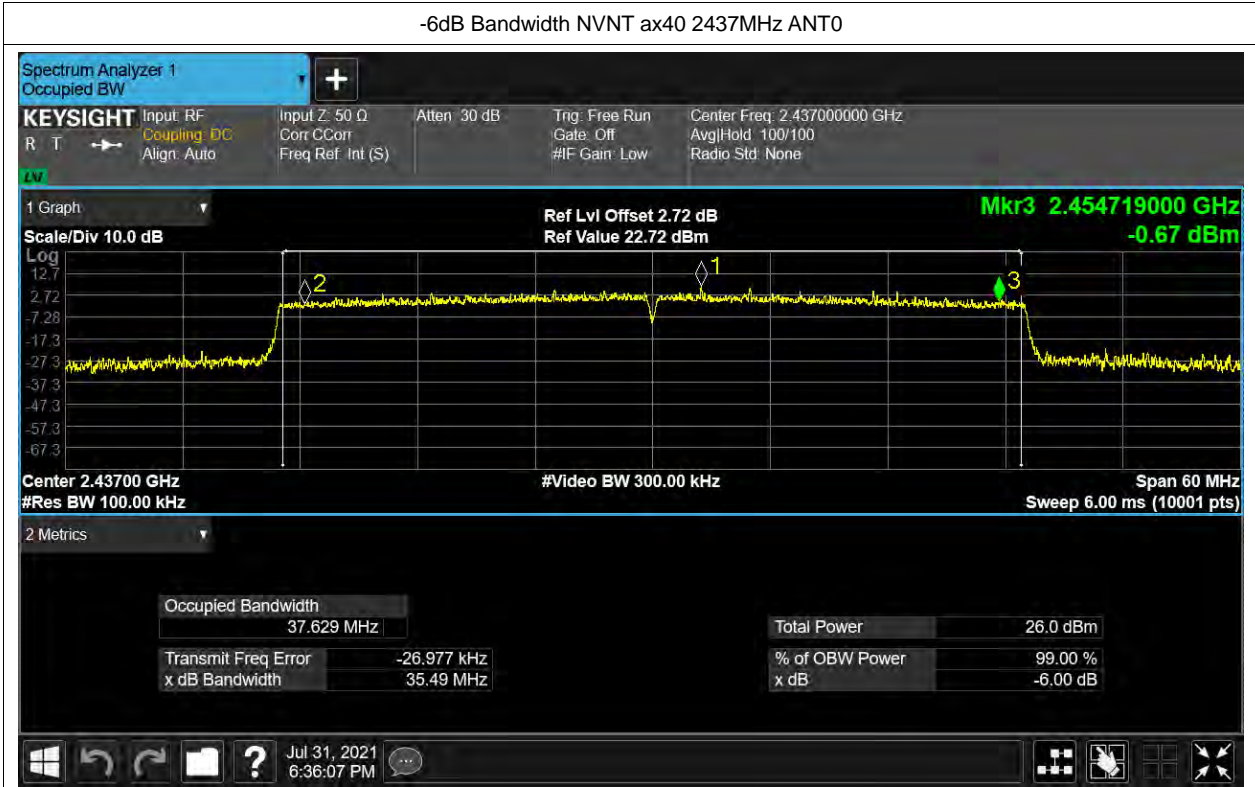 -6dB Bandwidth NVNT ax40 2437MHz ANT0
Spectrum Analyzer 1
Occupied BW
KEYSIGHT
R T
Input: RF
Coupling: DC
Align: Auto
Input Z: 50 Ω
Corr CCorr
Freq Ref: Int (S)
Atten: 30 dB
Trig: Free Run
Gate: Off
#IF Gain: Low
Center Freq: 2.437000000 GHz
Avg|Hold: 100/100
Radio Std: None
LXI
1 Graph
Scale/Div 10.0 dB
Ref Lvl Offset 2.72 dB
Ref Value 22.72 dBm
Mkr3 2.454719000 GHz
-0.67 dBm
Log
12.7
2.72
-7.28
-17.3
-27.3
-37.3
-47.3
-57.3
-67.3
2
1
3
Center 2.43700 GHz
#Video BW 300.00 kHz
Span 60 MHz
#Res BW 100.00 kHz
Sweep 6.00 ms (10001 pts)
2 Metrics
Occupied Bandwidth
37.629 MHz
Transmit Freq Error -26.977 kHz
x dB Bandwidth 35.49 MHz
Total Power 26.0 dBm
% of OBW Power 99.00 %
x dB -6.00 dB
?
Jul 31, 2021
6:36:07 PM